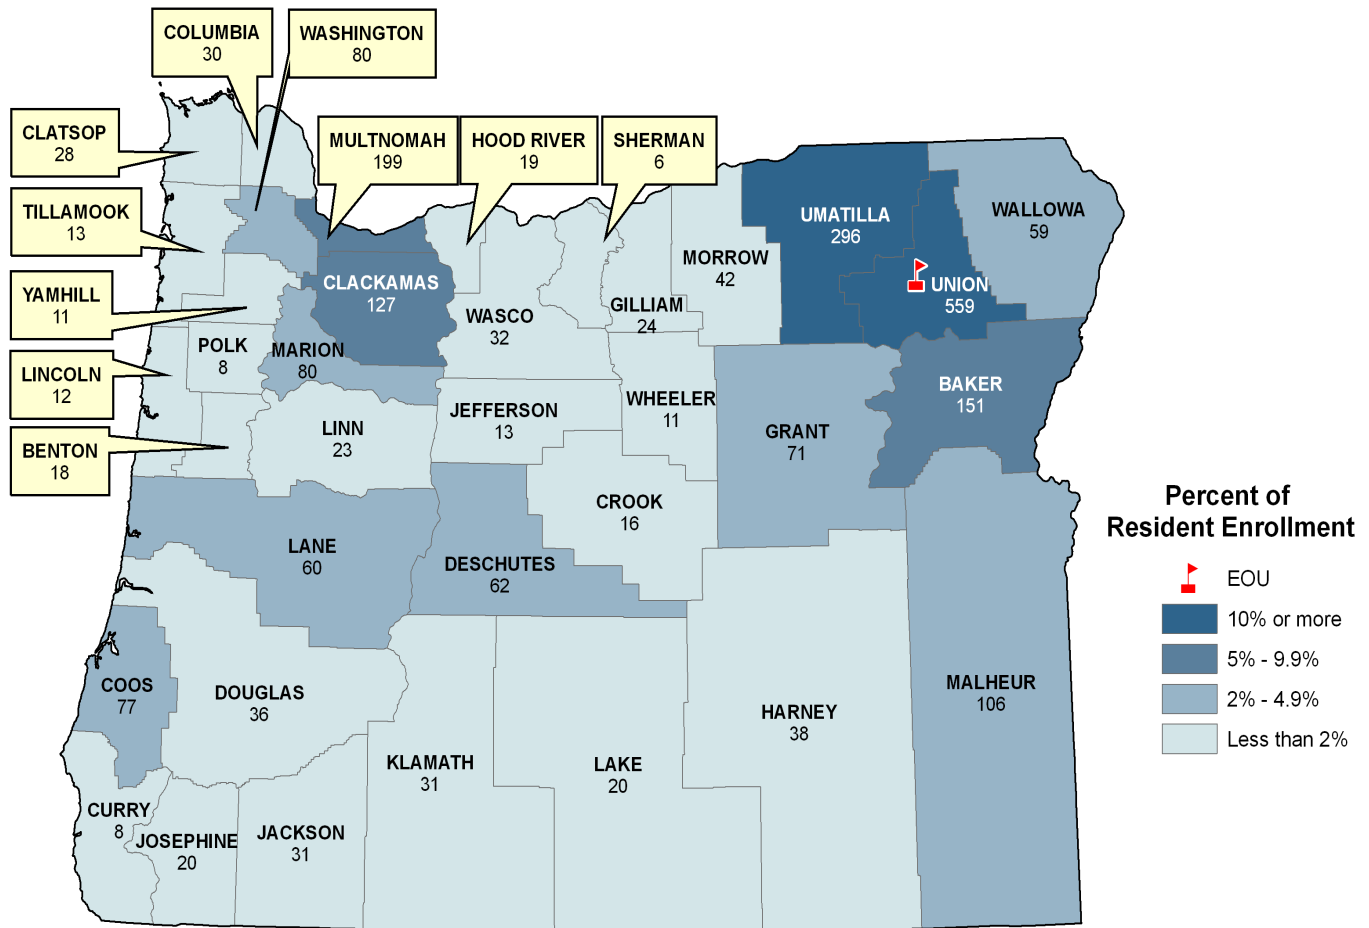 COLUMBIA
30
WASHINGTON
80
CLATSOP
28
MULTNOMAH
199
HOOD RIVER
19
SHERMAN
6
TILLAMOOK
13
UMATILLA
296
WALLOWA
59
MORROW
42
YAMHILL
11
CLACKAMAS
127
UNION
559
GILLIAM
24
WASCO
32
POLK
8
MARION
80
LINCOLN
12
BAKER
151
WHEELER
11
JEFFERSON
13
LINN
23
GRANT
71
BENTON
18
CROOK
16
LANE
60
DESCHUTES
62
COOS
77
DOUGLAS
36
MALHEUR
106
HARNEY
38
KLAMATH
31
LAKE
20
CURRY
8
JOSEPHINE
20
JACKSON
31
Percent of
Resident Enrollment
EOU
10% or more
5% - 9.9%
2% - 4.9%
Less than 2%